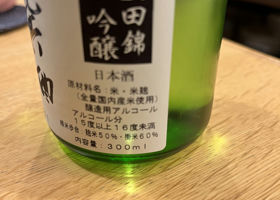 田錦
吟醸
日本酒
原材料名:米・米麹
(全量国内産米使用)
醸造用アルコール
アルコール分
15度以上16度未満
精米歩合 麹米50%・掛米60%
内容量:300ml